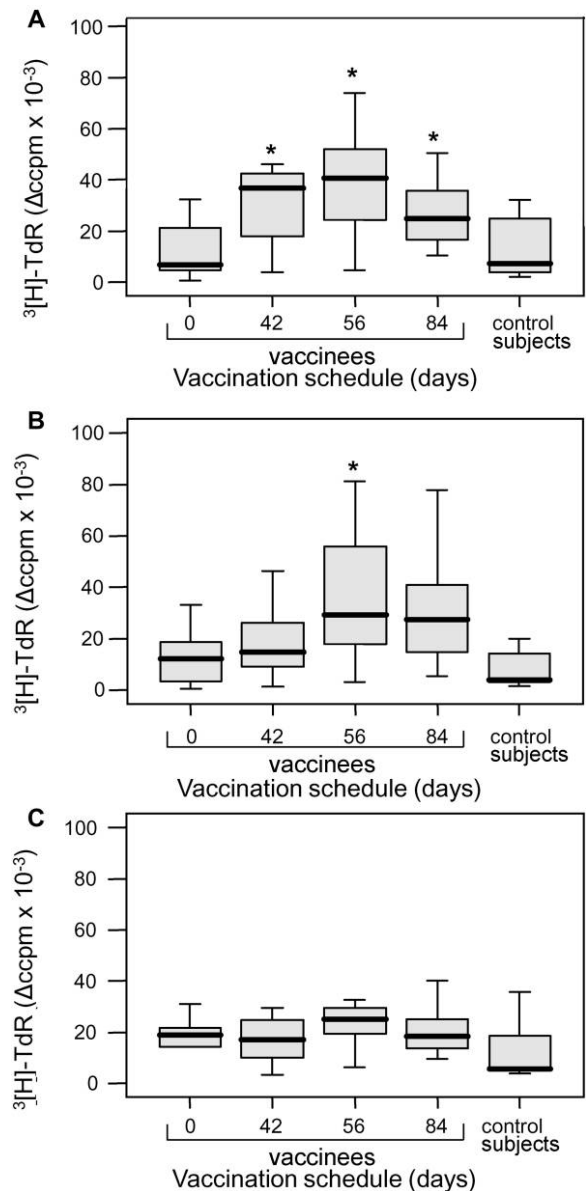 A
100
80
60
40
20
0
³[H]-TdR (Δccpm x 10⁻³)
* * *
0 42 56 84 control
subjects
vaccinees
Vaccination schedule (days)
B
100
80
60
40
20
0
³[H]-TdR (Δccpm x 10⁻³)
*
0 42 56 84 control
subjects
vaccinees
Vaccination schedule (days)
C
100
80
60
40
20
0
³[H]-TdR (Δccpm x 10⁻³)
0 42 56 84 control
subjects
vaccinees
Vaccination schedule (days)